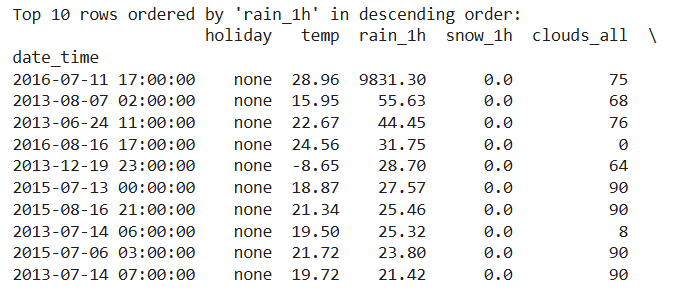 Top 10 rows ordered by 'rain_1h' in descending order:
holiday temp rain_1h snow_1h clouds_all \
date_time
2016-07-11 17:00:00 none 28.96 9831.30 0.0 75
2013-08-07 02:00:00 none 15.95 55.63 0.0 68
2013-06-24 11:00:00 none 22.67 44.45 0.0 76
2016-08-16 17:00:00 none 24.56 31.75 0.0 0
2013-12-19 23:00:00 none -8.65 28.70 0.0 64
2015-07-13 00:00:00 none 18.87 27.57 0.0 90
2015-08-16 21:00:00 none 21.34 25.46 0.0 90
2013-07-14 06:00:00 none 19.50 25.32 0.0 8
2015-07-06 03:00:00 none 21.72 23.80 0.0 90
2013-07-14 07:00:00 none 19.72 21.42 0.0 90